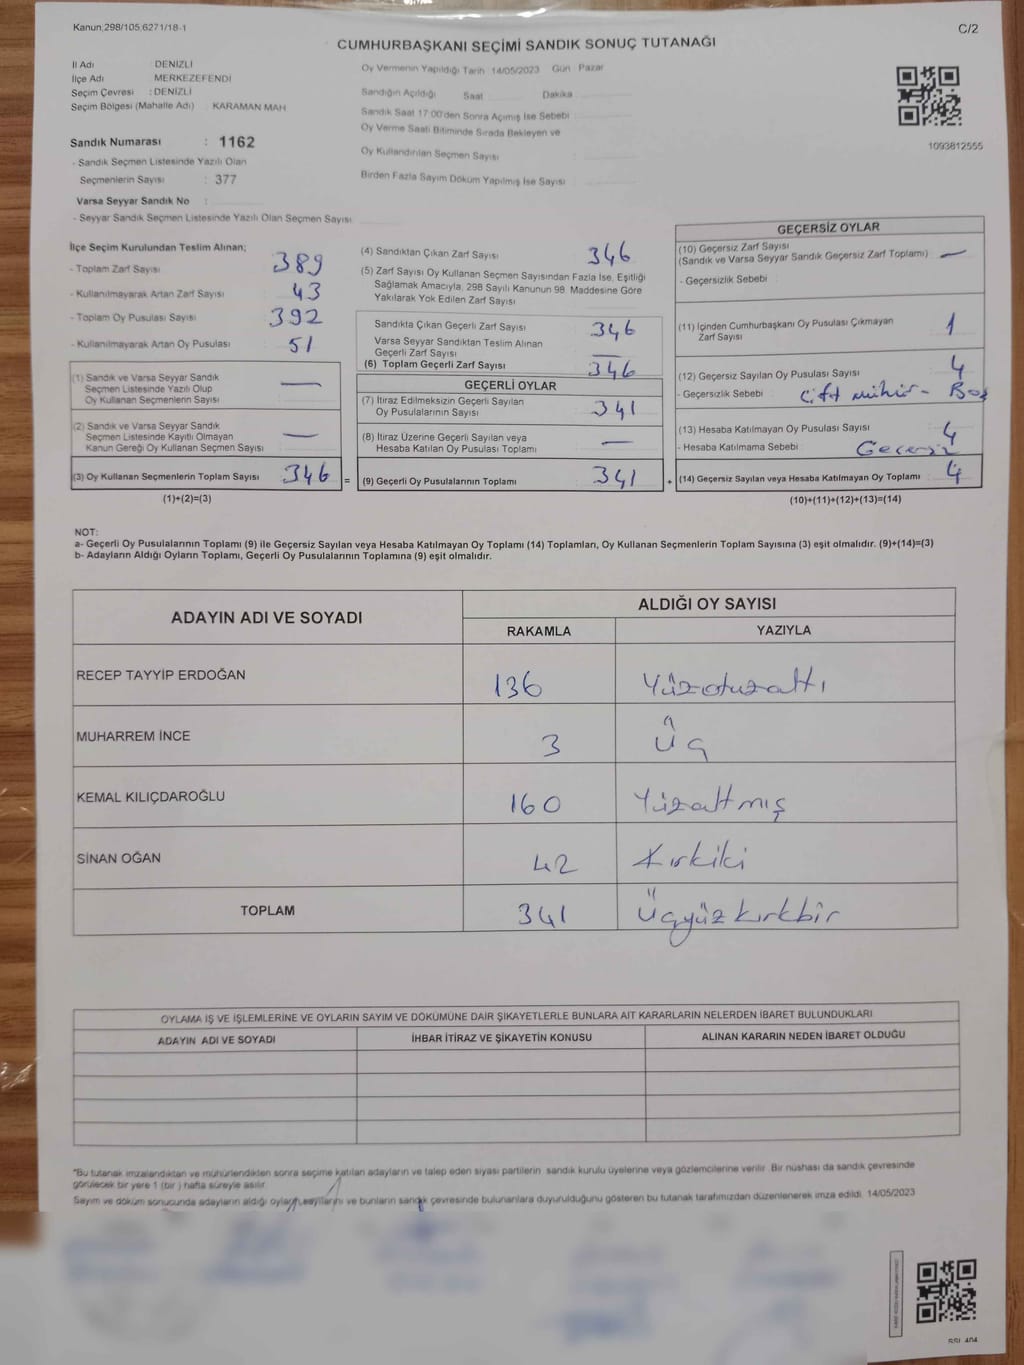 Kanun:298/105,6271/18-1
C/2
CUMHURBAŞKANI SEÇİMİ SANDIK SONUÇ TUTANAĞI
İl Adı : DENİZLİ
İlçe Adı : MERKEZEFENDİ
Seçim Çevresi : DENİZLİ
Seçim Bölgesi (Mahalle Adı) : KARAMAN MAH
Sandık Numarası : 1162
- Sandık Seçmen Listesinde Yazılı Olan
Seçmenlerin Sayısı : 377
Varsa Seyyar Sandık No :
- Seyyar Sandık Seçmen Listesinde Yazılı Olan Seçmen Sayısı
Oy Vermenin Yapıldığı Tarih : 14/05/2023 Gün : Pazar
Sandığın Açıldığı Saat Dakika
Sandık Saat 17:00'den Sonra Açımış İse Sebebi :
Oy Verme Saati Bitiminde Sırada Bekleyen ve
Oy Kullandırılan Seçmen Sayısı :
Birden Fazla Sayım Döküm Yapılmış İse Sayısı :
1093812555
İlçe Seçim Kurulundan Teslim Alınan;
- Toplam Zarf Sayısı 389
- Kullanılmayarak Artan Zarf Sayısı 43
- Toplam Oy Pusulası Sayısı 392
- Kullanılmayarak Artan Oy Pusulası 51
(1) Sandık ve Varsa Seyyar Sandık
Seçmen Listesinde Yazılı Olup
Oy Kullanan Seçmenlerin Sayısı : —
(2) Sandık ve Varsa Seyyar Sandık
Seçmen Listesinde Kayıtlı Olmayan
Kanun Gereği Oy Kullanan Seçmen Sayısı : —
(3) Oy Kullanan Seçmenlerin Toplam Sayısı : 346 =
(1)+(2)=(3)
(4) Sandıktan Çıkan Zarf Sayısı : 346
(5) Zarf Sayısı Oy Kullanan Seçmen Sayısından Fazla İse, Eşitliği
Sağlamak Amacıyla, 298 Sayılı Kanunun 98. Maddesine Göre
Yakılarak Yok Edilen Zarf Sayısı :
Sandıkta Çıkan Geçerli Zarf Sayısı : 346
Varsa Seyyar Sandıktan Teslim Alınan
Geçerli Zarf Sayısı : —
(6) Toplam Geçerli Zarf Sayısı : 346
GEÇERLİ OYLAR
(7) İtiraz Edilmeksizin Geçerli Sayılan
Oy Pusulalarının Sayısı : 341
(8) İtiraz Üzerine Geçerli Sayılan veya
Hesaba Katılan Oy Pusulası Toplamı : —
(9) Geçerli Oy Pusulalarının Toplamı : 341 +
GEÇERSİZ OYLAR
(10) Geçersiz Zarf Sayısı
(Sandık ve Varsa Seyyar Sandık Geçersiz Zarf Toplamı) : —
- Geçersizlik Sebebi :
(11) İçinden Cumhurbaşkanı Oy Pusulası Çıkmayan
Zarf Sayısı : 1
(12) Geçersiz Sayılan Oy Pusulası Sayısı : 4
- Geçersizlik Sebebi : Çift mühür - Boş
(13) Hesaba Katılmayan Oy Pusulası Sayısı : 4
- Hesaba Katılmama Sebebi : Geçersiz
(14) Geçersiz Sayılan veya Hesaba Katılmayan Oy Toplamı : 4
(10)+(11)+(12)+(13)=(14)
NOT:
a- Geçerli Oy Pusulalarının Toplamı (9) ile Geçersiz Sayılan veya Hesaba Katılmayan Oy Toplamı (14) Toplamları, Oy Kullanan Seçmenlerin Toplam Sayısına (3) eşit olmalıdır. (9)+(14)=(3)
b- Adayların Aldığı Oyların Toplamı, Geçerli Oy Pusulalarının Toplamına (9) eşit olmalıdır.
ADAYIN ADI VE SOYADI
ALDIĞI OY SAYISI
RAKAMLA YAZIYLA
RECEP TAYYİP ERDOĞAN 136 Yüzotuzaltı
MUHARREM İNCE 3 Üç
KEMAL KILIÇDAROĞLU 160 Yüzaltmış
SİNAN OĞAN 42 Kırkiki
TOPLAM 341 Üçyüzkırkbir
OYLAMA İŞ VE İŞLEMLERİNE VE OYLARIN SAYIM VE DÖKÜMÜNE DAİR ŞİKAYETLERLE BUNLARA AİT KARARLARIN NELERDEN İBARET BULUNDUKLARI
ADAYIN ADI VE SOYADI İHBAR İTİRAZ VE ŞİKAYETİN KONUSU ALINAN KARARIN NEDEN İBARET OLDUĞU
*Bu tutanak imzalandıktan ve mühürlendikten sonra seçime katılan adayların ve talep eden siyasi partilerin sandık kurulu üyelerine veya gözlemcilerine verilir. Bir nüshası da sandık çevresinde
görülecek bir yere 1 (bir ) hafta süreyle asılır.
Sayım ve döküm sonucunda adayların aldığı oyların sayılarını ve bunların sandık çevresinde bulunanlara duyurulduğunu gösteren bu tutanak tarafımızdan düzenlenerek imza edildi. 14/05/2023